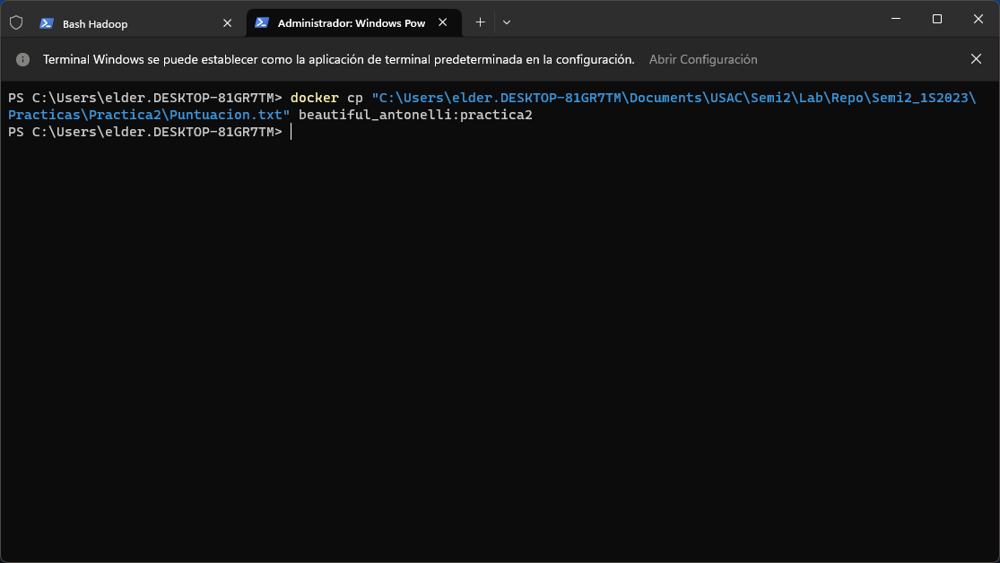 Bash Hadoop
Administrador: Windows Pow
Terminal Windows se puede establecer como la aplicación de terminal predeterminada en la configuración. Abrir Configuración
PS C:\Users\elder.DESKTOP-81GR7TM> docker cp "C:\Users\elder.DESKTOP-81GR7TM\Documents\USAC\Semi2\Lab\Repo\Semi2_1S2023\
Practicas\Practica2\Puntuacion.txt" beautiful_antonelli:practica2
PS C:\Users\elder.DESKTOP-81GR7TM>